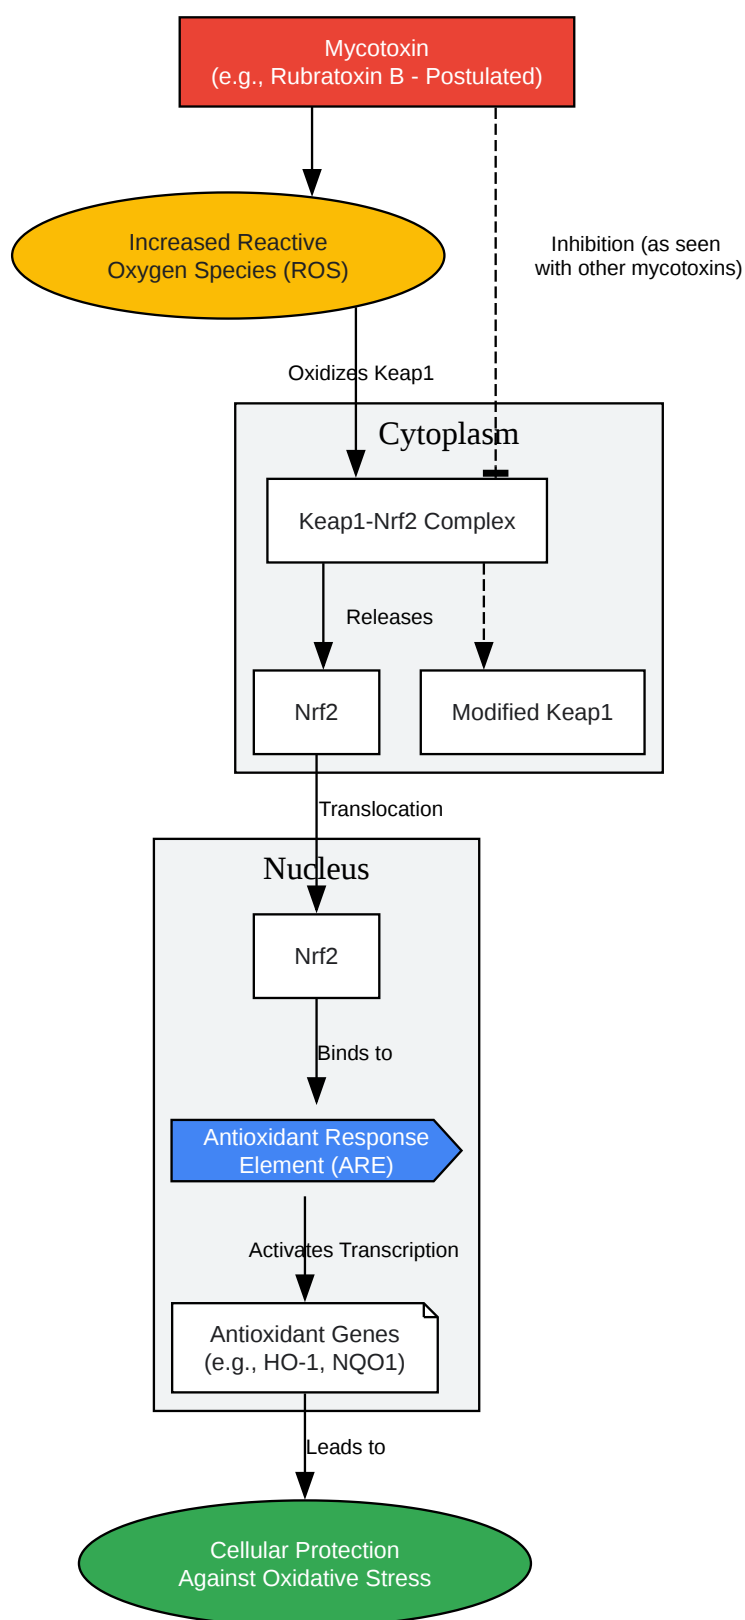 Mycotoxin
(e.g., Rubratoxin B - Postulated)
Increased Reactive
Oxygen Species (ROS)
Inhibition (as seen
with other mycotoxins)
Oxidizes Keap1
Cytoplasm
Keap1-Nrf2 Complex
Releases
Nrf2
Modified Keap1
Translocation
Nucleus
Nrf2
Binds to
Antioxidant Response
Element (ARE)
Activates Transcription
Antioxidant Genes
(e.g., HO-1, NQO1)
Leads to
Cellular Protection
Against Oxidative Stress